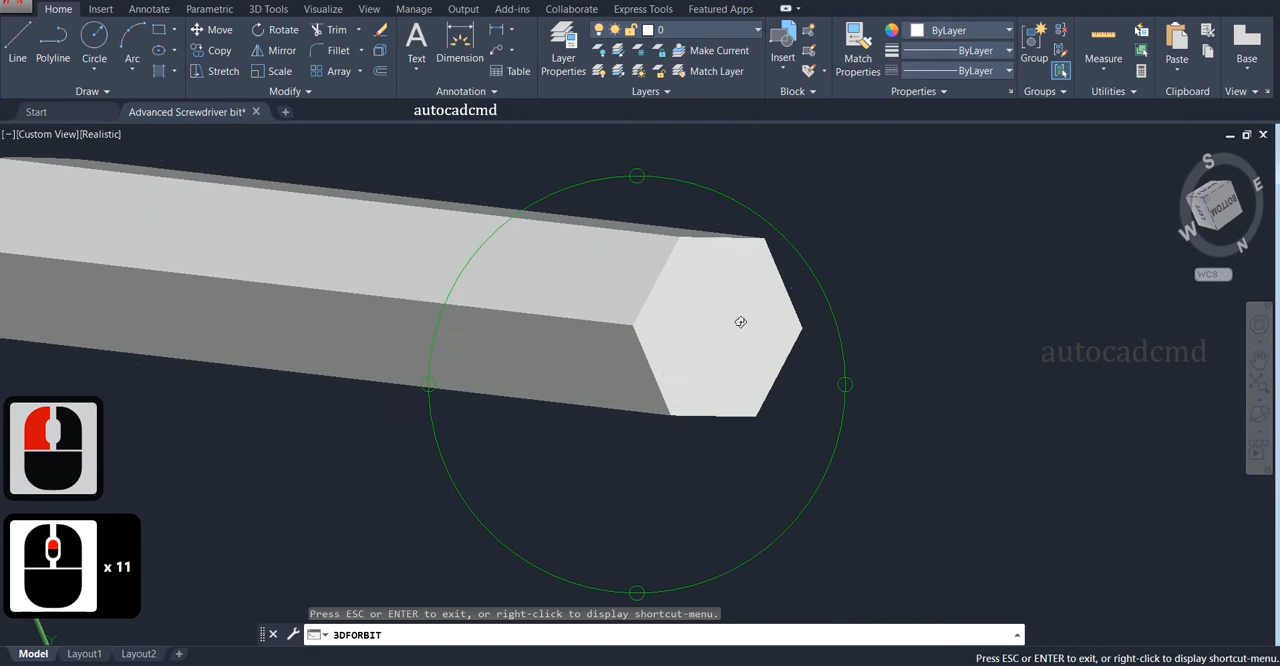 Home Insert Annotate Parametric 3D Tools Visualize View Manage Output Add-ins Collaborate Express Tools Featured Apps
Line Polyline Circle Arc
Move Rotate Trim
Copy Mirror Fillet
Stretch Scale Array
Text Dimension Table
Layer Properties
0
Make Current
Match Layer
Insert
Match Properties
ByLayer
ByLayer
ByLayer
Group
Measure
Paste
Base
Draw Modify Annotation Layers Block Properties Groups Utilities Clipboard View
Start Advanced Screwdriver bit* autocadcmd
[−][Custom View][Realistic]
S
E
W
N
LEFT
BOTTOM
WCS
autocadcmd
x 11
Press ESC or ENTER to exit, or right-click to display shortcut-menu.
3DFORBIT
Model Layout1 Layout2
Press ESC or ENTER to exit, or right-click to display shortcut-menu.